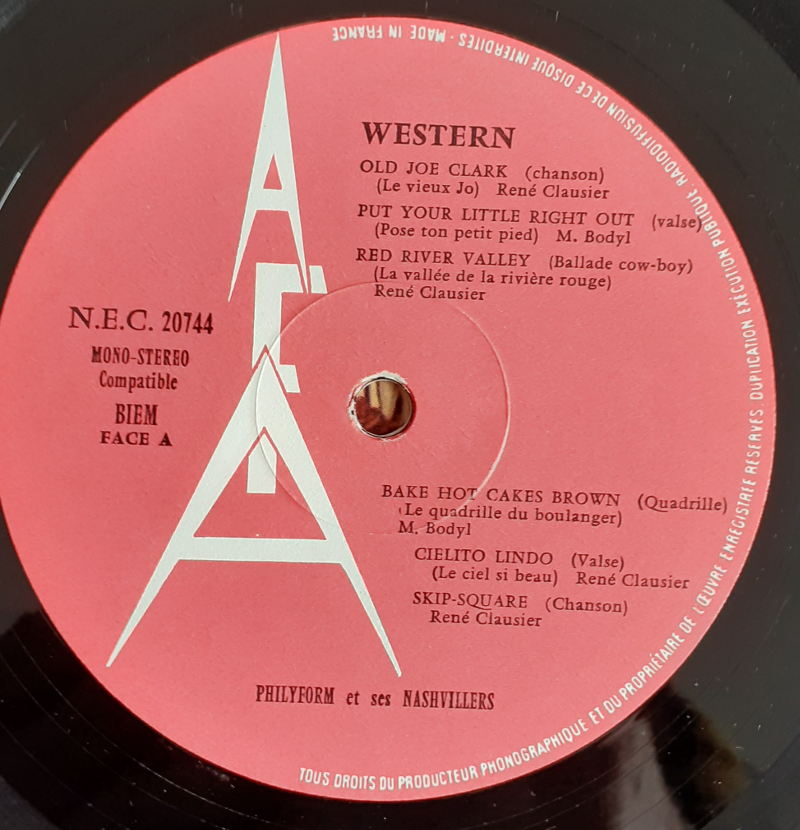 WESTERN
OLD JOE CLARK (chanson)
(Le vieux Jo) René Clausier
PUT YOUR LITTLE RIGHT OUT (valse)
(Pose ton petit pied) M. Bodyl
RED RIVER VALLEY (Ballade cow-boy)
(La vallée de la rivière rouge)
René Clausier
N.E.C. 20744
MONO-STEREO
Compatible
BIEM
FACE A
BAKE HOT CAKES BROWN (Quadrille)
(Le quadrille du boulanger)
M. Bodyl
CIELITO LINDO (Valse)
(Le ciel si beau) René Clausier
SKIP-SQUARE (Chanson)
René Clausier
PHILYFORM et ses NASHVILLERS
TOUS DROITS DU PRODUCTEUR PHONOGRAPHIQUE ET DU PROPRIÉTAIRE DE L'ŒUVRE ENREGISTRÉE RÉSERVÉS. DUPLICATION EXÉCUTION PUBLIQUE, RADIODIFFUSION DE CE DISQUE INTERDITES - MADE IN FRANCE